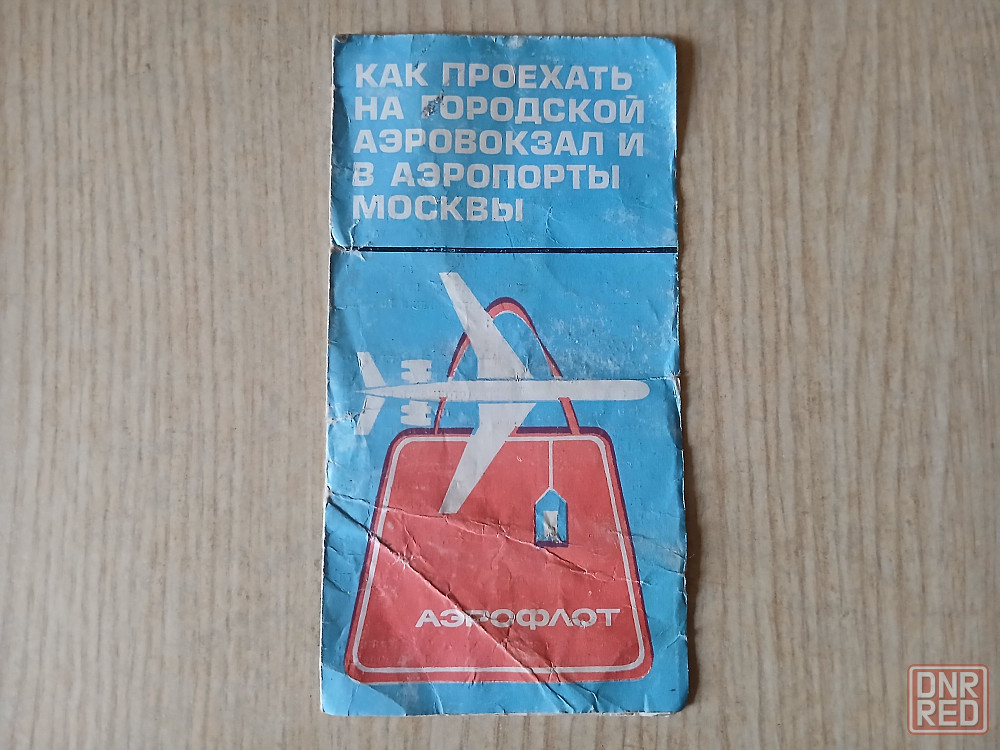 КАК ПРОЕХАТЬ
НА ГОРОДСКОЙ
АЭРОВОКЗАЛ И
В АЭРОПОРТЫ
МОСКВЫ
АЭРОФЛОТ
DNR
RED